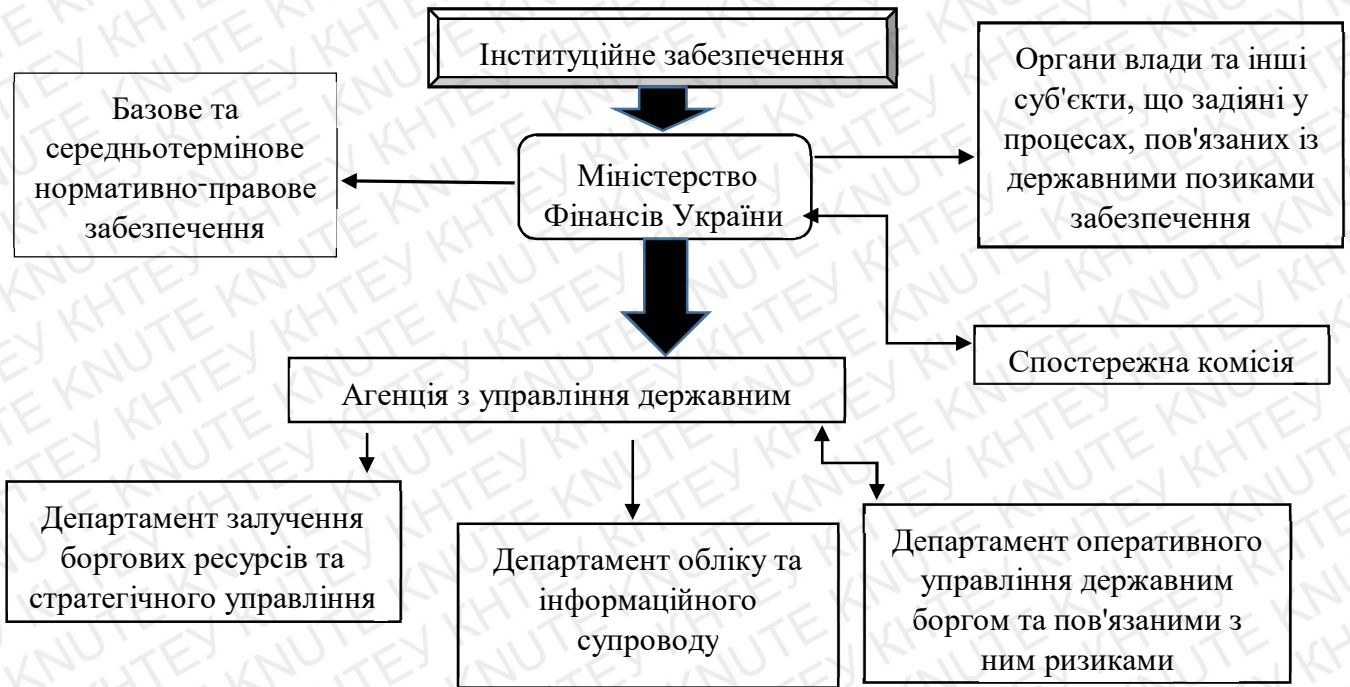 Інституційне забезпечення
Базове та
середньотермінове
нормативно-правове
забезпечення
Міністерство
Фінансів України
Органи влади та інші
суб'єкти, що задіяні у
процесах, пов'язаних із
державними позиками
забезпечення
Спостережна комісія
Агенція з управління державним
Департамент залучення
боргових ресурсів та
стратегічного управління
Департамент обліку та
інформаційного
супроводу
Департамент оперативного
управління державним
боргом та пов'язаними з
ним ризиками